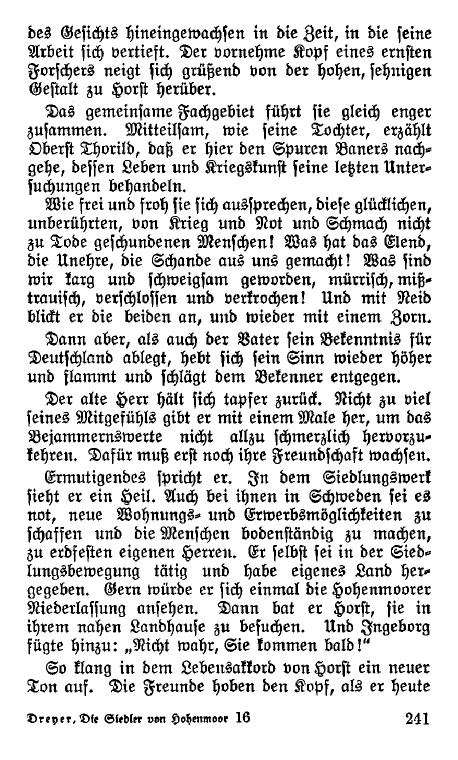 des Gesichts hineingewachsen in die Zeit, in die seine
Arbeit sich vertieft. Der vornehme Kopf eines ernsten
Forschers neigt sich grüßend von der hohen, sehnigen
Gestalt zu Horst herüber.
Das gemeinsame Fachgebiet führt sie gleich enger
zusammen. Mitteilsam, wie seine Tochter, erzählt
Oberst Thorild, daß er hier den Spuren Baners nach-
gehe, dessen Leben und Kriegskunst seine letzten Unter-
suchungen behandeln.
Wie frei und froh sie sich aussprechen, diese glücklichen,
unberührten, von Krieg und Not und Schmach nicht
zu Tode geschundenen Menschen! Was hat das Elend,
die Unehre, die Schande aus uns gemacht! Was sind
wir karg und schweigsam geworden, mürrisch, miß-
trauisch, verschlossen und verkrochen! Und mit Neid
blickt er die beiden an, und wieder mit einem Zorn.
Dann aber, als auch der Vater sein Bekenntnis für
Deutschland ablegt, hebt sich sein Sinn wieder höher
und flammt und schlägt dem Bekenner entgegen.
Der alte Herr hält sich tapfer zurück. Nicht zu viel
seines Mitgefühls gibt er mit einem Male her, um das
Bejammernswerte nicht allzu schmerzlich hervorzu-
kehren. Dafür muß erst noch ihre Freundschaft wachsen.
Ermutigendes spricht er. In dem Siedlungswerk
sieht er ein Heil. Auch bei ihnen in Schweden sei es
not, neue Wohnungs- und Erwerbsmöglichkeiten zu
schaffen und die Menschen bodenständig zu machen,
zu erdfesten eigenen Herren. Er selbst sei in der Sied-
lungsbewegung tätig und habe eigenes Land her-
gegeben. Gern würde er sich einmal die Hohenmoorer
Niederlassung ansehen. Dann bat er Horst, sie in
ihrem nahen Landhause zu besuchen. Und Ingeborg
fügte hinzu: „Nicht wahr, Sie kommen bald!“
So klang in dem Lebensakkord von Horst ein neuer
Ton auf. Die Freunde hoben den Kopf, als er heute
Dreyer, Die Siedler von Hohenmoor 16 241